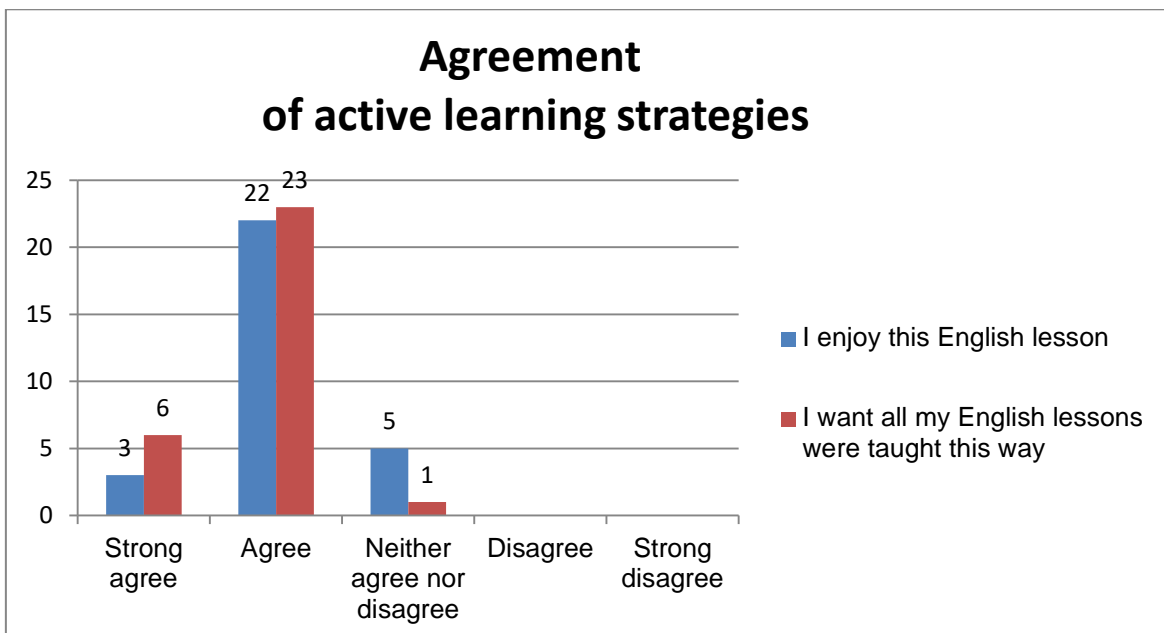 Agreement
of active learning strategies
25
20
15
10
5
0
3
6
22
23
5
1
Strong
agree
Agree
Neither
agree nor
disagree
Disagree
Strong
disagree
I enjoy this English lesson
I want all my English lessons
were taught this way